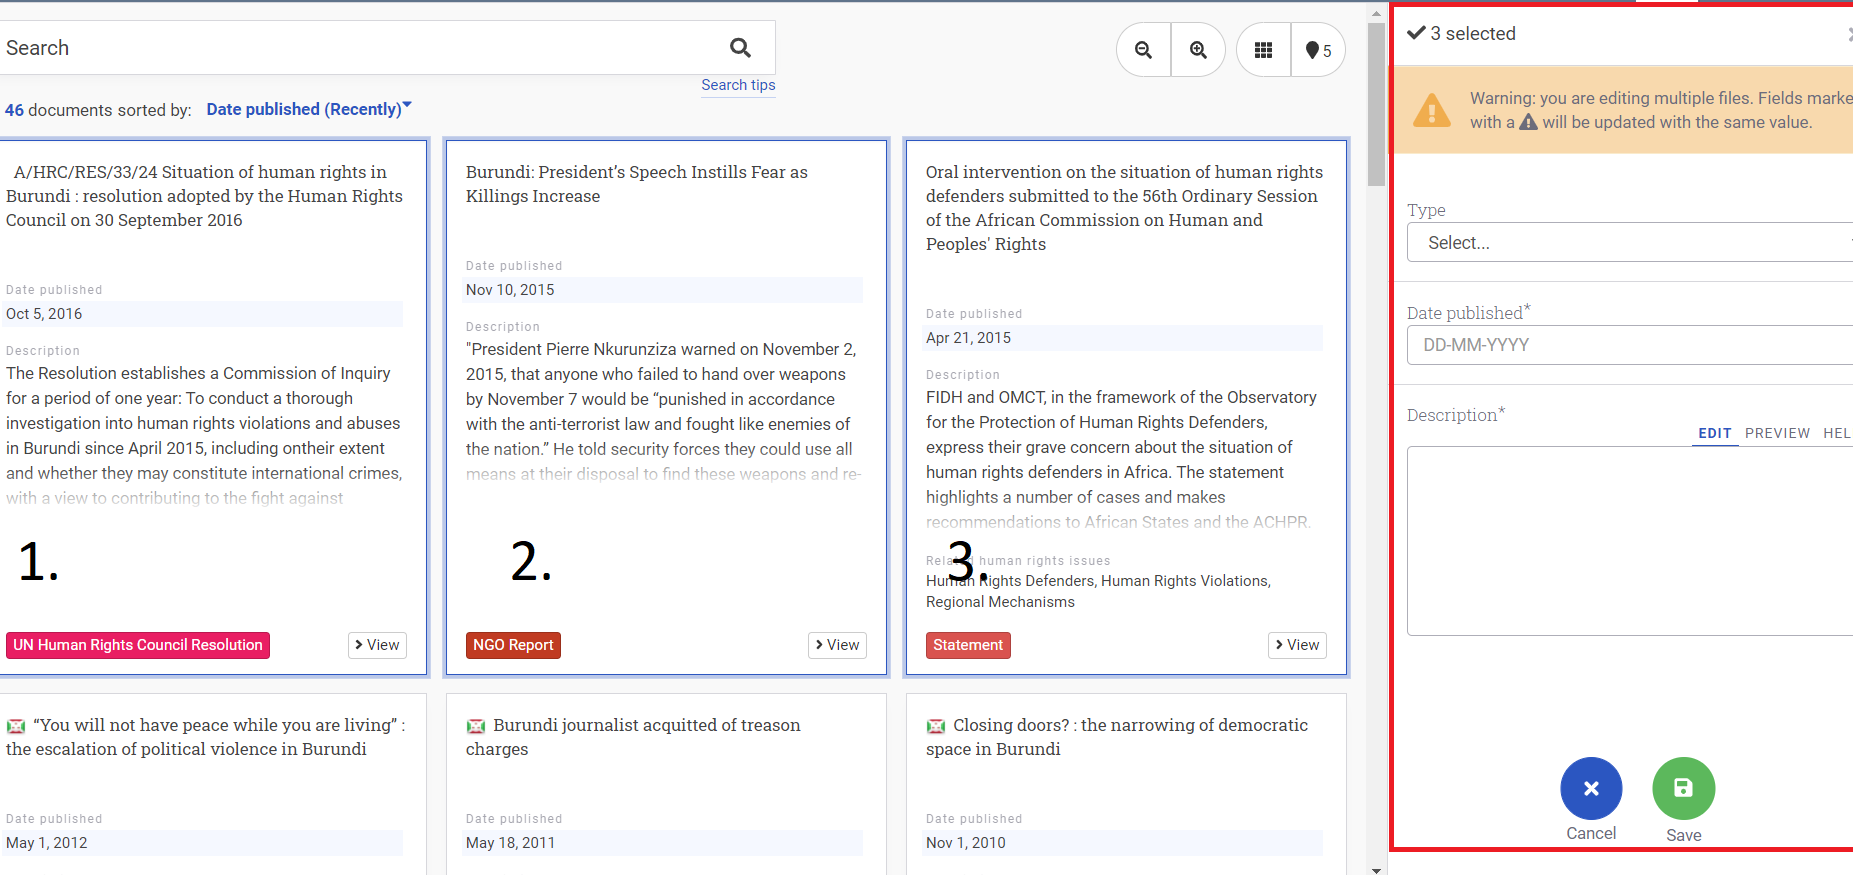 Search
Search tips
5
46 documents sorted by: Date published (Recently)
A/HRC/RES/33/24 Situation of human rights in
Burundi : resolution adopted by the Human Rights
Council on 30 September 2016
Date published
Oct 5, 2016
Description
The Resolution establishes a Commission of Inquiry
for a period of one year: To conduct a thorough
investigation into human rights violations and abuses
in Burundi since April 2015, including ontheir extent
and whether they may constitute international crimes,
with a view to contributing to the fight against
1.
UN Human Rights Council Resolution
View
Burundi: President’s Speech Instills Fear as
Killings Increase
Date published
Nov 10, 2015
Description
"President Pierre Nkurunziza warned on November 2,
2015, that anyone who failed to hand over weapons
by November 7 would be “punished in accordance
with the anti-terrorist law and fought like enemies of
the nation.” He told security forces they could use all
means at their disposal to find these weapons and re-
2.
NGO Report
View
Oral intervention on the situation of human rights
defenders submitted to the 56th Ordinary Session
of the African Commission on Human and
Peoples' Rights
Date published
Apr 21, 2015
Description
FIDH and OMCT, in the framework of the Observatory
for the Protection of Human Rights Defenders,
express their grave concern about the situation of
human rights defenders in Africa. The statement
highlights a number of cases and makes
recommendations to African States and the ACHPR.
3.
Related human rights issues
Human Rights Defenders, Human Rights Violations,
Regional Mechanisms
Statement
View
“You will not have peace while you are living” :
the escalation of political violence in Burundi
Date published
May 1, 2012
Burundi journalist acquitted of treason
charges
Date published
May 18, 2011
Closing doors? : the narrowing of democratic
space in Burundi
Date published
Nov 1, 2010
3 selected
Warning: you are editing multiple files. Fields marke
with a will be updated with the same value.
Type
Select...
Date published*
DD-MM-YYYY
Description*
EDIT PREVIEW HEL
Cancel
Save